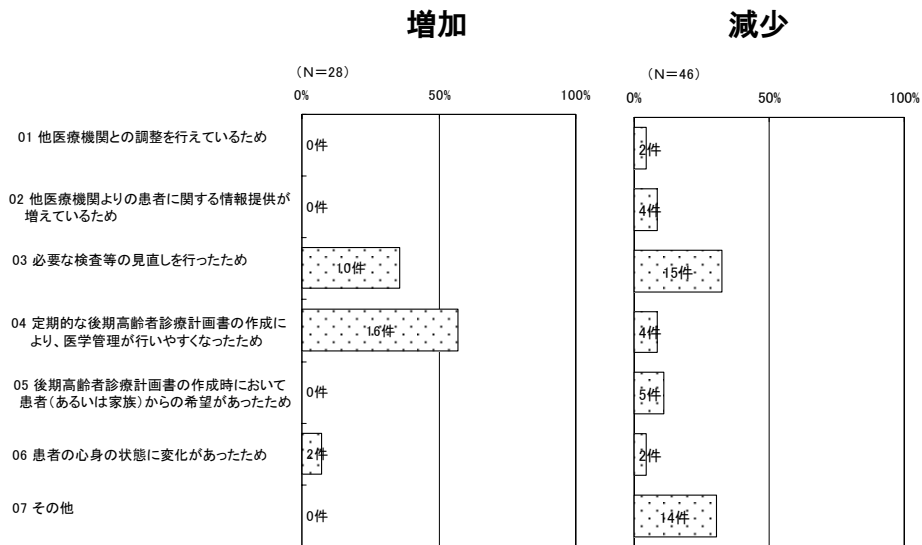 増加
減少
(N=28)
(N=46)
0%
50%
100%
0%
50%
100%
01 他医療機関との調整を行えているため
0件
2件
02 他医療機関よりの患者に関する情報提供が
増えているため
0件
4件
03 必要な検査等の見直しを行ったため
10件
15件
04 定期的な後期高齢者診療計画書の作成に
より、医学管理が行いやすくなったため
16件
4件
05 後期高齢者診療計画書の作成時において
患者(あるいは家族)からの希望があったため
0件
5件
06 患者の心身の状態に変化があったため
2件
2件
07 その他
0件
14件